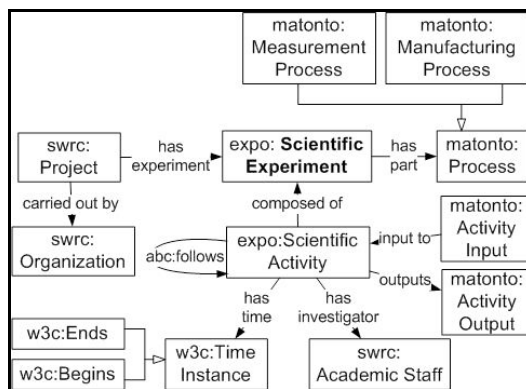 matonto:
Measurement
Process
matonto:
Manufacturing
Process
swrc:
Project
has
experiment
expo: Scientific
Experiment
has
part
matonto:
Process
carried out by
composed of
swrc:
Organization
abc:follows
expo:Scientific
Activity
input to
matonto:
Activity
Input
outputs
matonto:
Activity
Output
has
time
has
investigator
w3c:Ends
w3c:Begins
w3c:Time
Instance
swrc:
Academic Staff